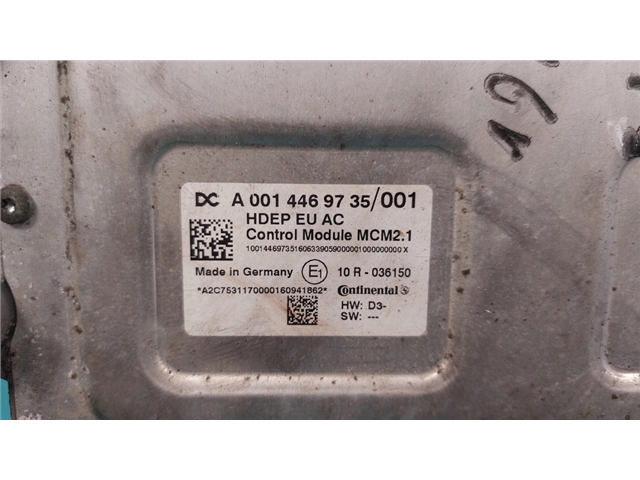 DC A 001 446 97 35/001
HDEP EU AC
Control Module MCM2.1
10014469735160633905900000100000000 X
Made in Germany E1 10 R - 036150
*A2C7531170000160941862* Continental
HW: D3-
SW: ---